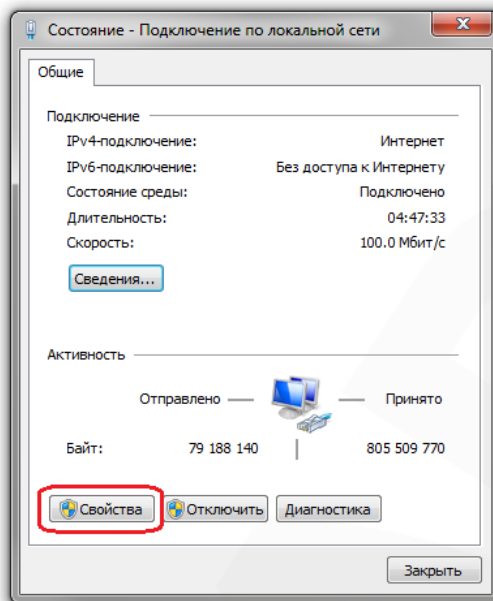 Состояние - Подключение по локальной сети
Общие
Подключение
IPv4-подключение: Интернет
IPv6-подключение: Без доступа к Интернету
Состояние среды: Подключено
Длительность: 04:47:33
Скорость: 100.0 Мбит/с
Сведения...
Активность
Отправлено — — Принято
Байт: 79 188 140 | 805 509 770
Свойства Отключить Диагностика
Закрыть